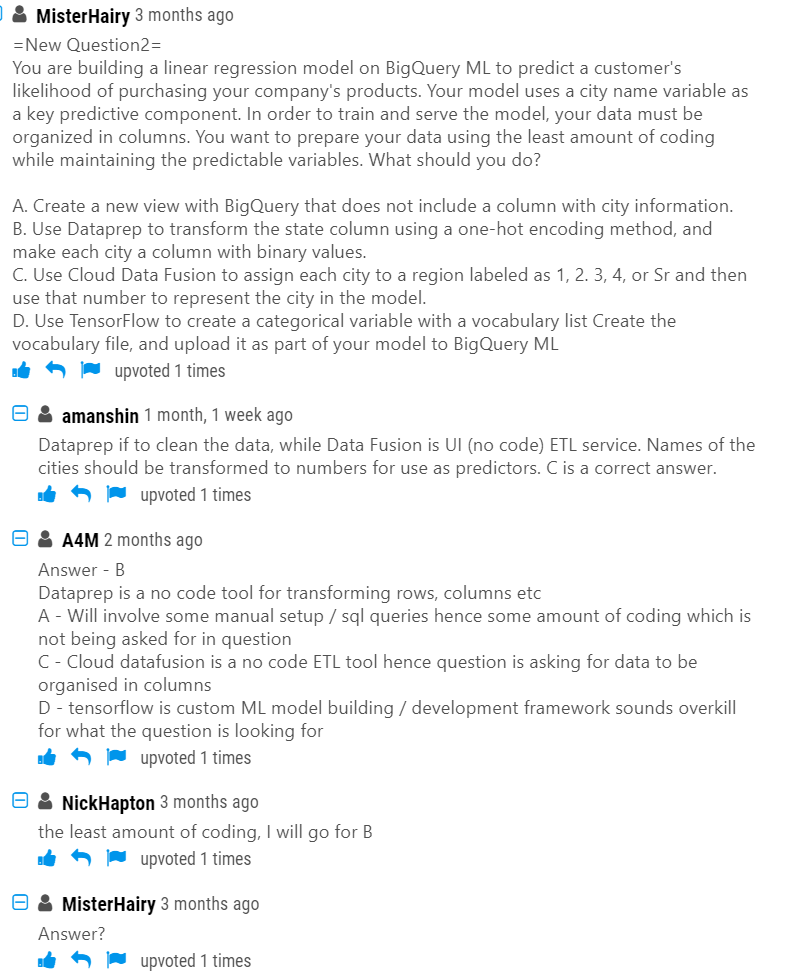 MisterHairy 3 months ago
=New Question2=
You are building a linear regression model on BigQuery ML to predict a customer's
likelihood of purchasing your company's products. Your model uses a city name variable as
a key predictive component. In order to train and serve the model, your data must be
organized in columns. You want to prepare your data using the least amount of coding
while maintaining the predictable variables. What should you do?
A. Create a new view with BigQuery that does not include a column with city information.
B. Use Dataprep to transform the state column using a one-hot encoding method, and
make each city a column with binary values.
C. Use Cloud Data Fusion to assign each city to a region labeled as 1, 2. 3, 4, or Sr and then
use that number to represent the city in the model.
D. Use TensorFlow to create a categorical variable with a vocabulary list Create the
vocabulary file, and upload it as part of your model to BigQuery ML
upvoted 1 times
amanshin 1 month, 1 week ago
Dataprep if to clean the data, while Data Fusion is UI (no code) ETL service. Names of the
cities should be transformed to numbers for use as predictors. C is a correct answer.
upvoted 1 times
A4M 2 months ago
Answer - B
Dataprep is a no code tool for transforming rows, columns etc
A - Will involve some manual setup / sql queries hence some amount of coding which is
not being asked for in question
C - Cloud datafusion is a no code ETL tool hence question is asking for data to be
organised in columns
D - tensorflow is custom ML model building / development framework sounds overkill
for what the question is looking for
upvoted 1 times
NickHapton 3 months ago
the least amount of coding, I will go for B
upvoted 1 times
MisterHairy 3 months ago
Answer?
upvoted 1 times